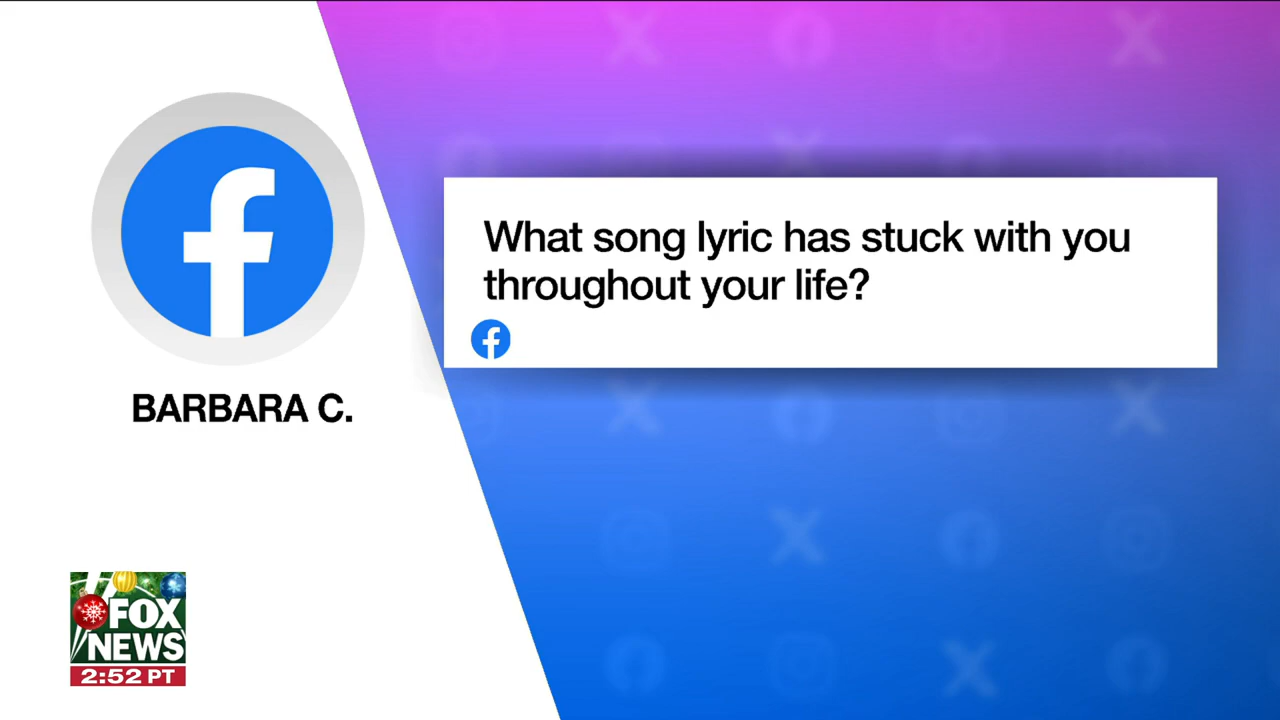 What song lyric has stuck with you
throughout your life?
BARBARA C.
FOX
NEWS
2:52 PT